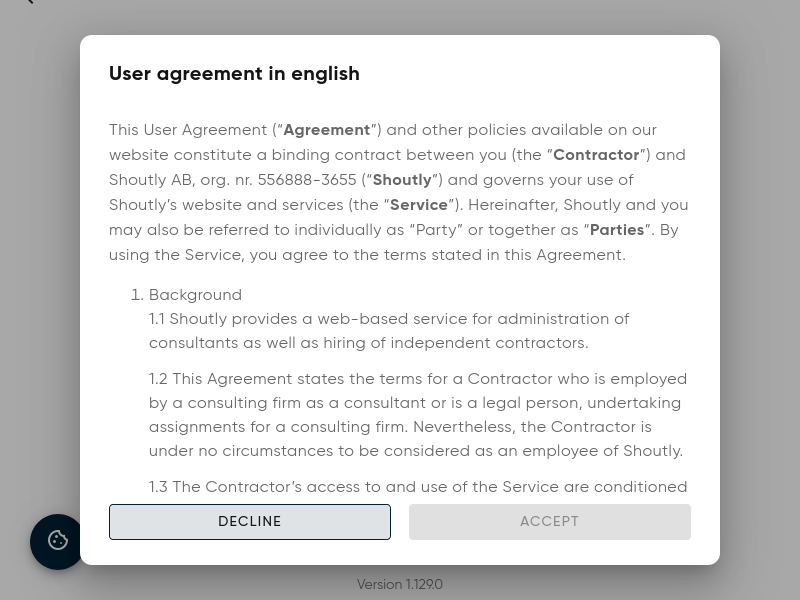 User agreement in english
This User Agreement (“Agreement”) and other policies available on our
website constitute a binding contract between you (the “Contractor”) and
Shoutly AB, org. nr. 556888-3655 (“Shoutly”) and governs your use of
Shoutly’s website and services (the “Service”). Hereinafter, Shoutly and you
may also be referred to individually as “Party” or together as “Parties”. By
using the Service, you agree to the terms stated in this Agreement.
1. Background
1.1 Shoutly provides a web-based service for administration of
consultants as well as hiring of independent contractors.
1.2 This Agreement states the terms for a Contractor who is employed
by a consulting firm as a consultant or is a legal person, undertaking
assignments for a consulting firm. Nevertheless, the Contractor is
under no circumstances to be considered as an employee of Shoutly.
1.3 The Contractor’s access to and use of the Service are conditioned
DECLINE
ACCEPT
Version 1.129.0